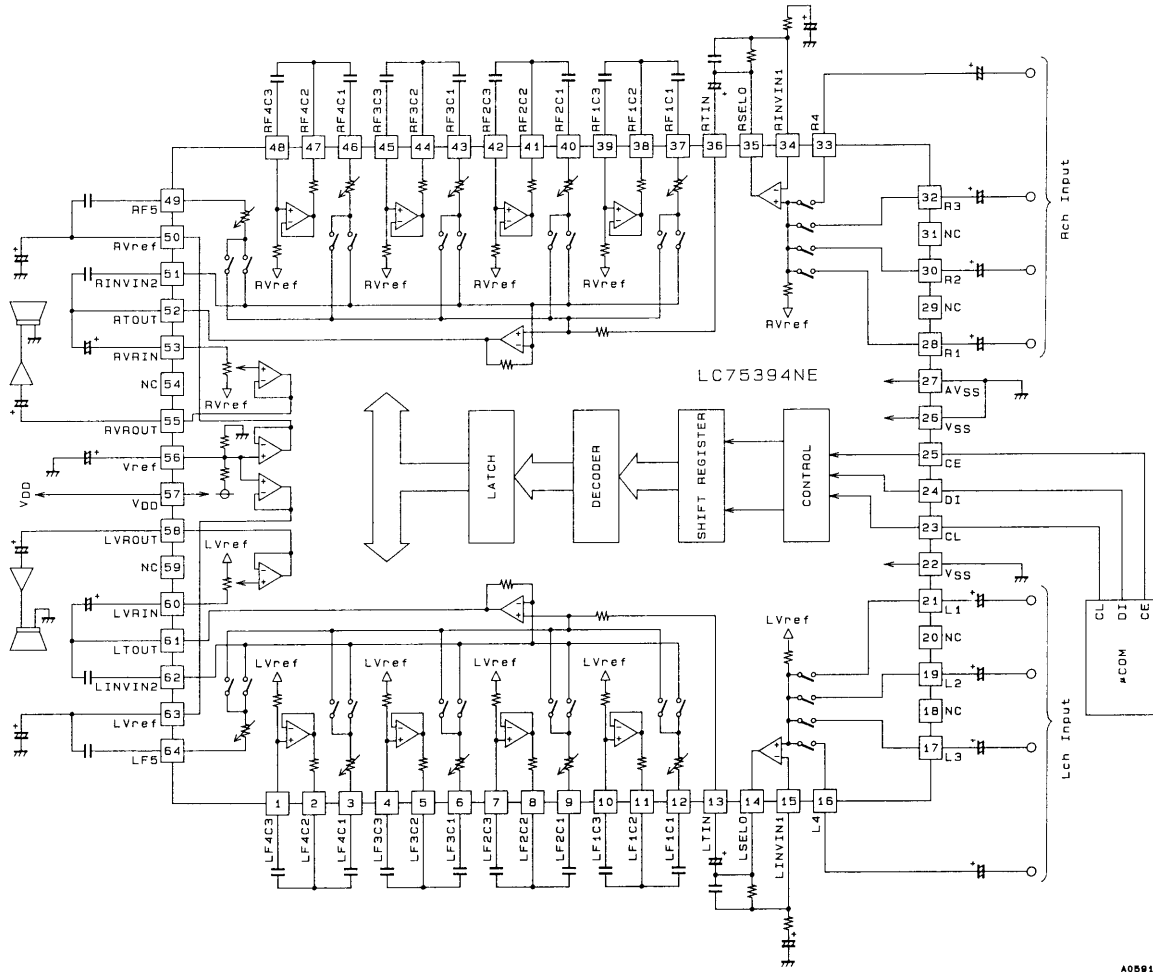 RF4C3
RF4C2
RF4C1
RF3C3
RF3C2
RF3C1
RF2C3
RF2C2
RF2C1
RF1C3
RF1C2
RF1C1
RTIN
RSELO
RINVIN1
R4
48
47
46
45
44
43
42
41
40
39
38
37
36
35
34
33
49
RF5
50
RVref
51
RINVIN2
52
RTOUT
53
RVRIN
NC
54
55
RVROUT
56
Vref
57
VDD
VDD
58
LVROUT
NC
59
60
LVRIN
61
LTOUT
62
LINVIN2
63
LVref
64
LF5
RVref
RVref
RVref
RVref
RVref
RVref
32
R3
31
NC
30
R2
29
NC
28
R1
27
AVSS
26
VSS
25
CE
24
DI
23
CL
22
VSS
21
L1
20
NC
19
L2
18
NC
17
L3
Rch Input
Lch Input
LC75394NE
LATCH
DECODER
SHIFT REGISTER
CONTROL
CL
DI
CE
μCOM
LVref
LVref
LVref
LVref
LVref
LVref
1
2
3
4
5
6
7
8
9
10
11
12
13
14
15
16
LF4C3
LF4C2
LF4C1
LF3C3
LF3C2
LF3C1
LF2C3
LF2C2
LF2C1
LF1C3
LF1C2
LF1C1
LTIN
LSELO
LINVIN1
L4
A0591